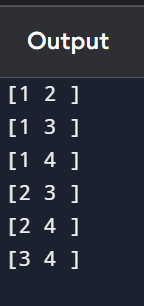 Output
[1 2 ]
[1 3 ]
[1 4 ]
[2 3 ]
[2 4 ]
[3 4 ]